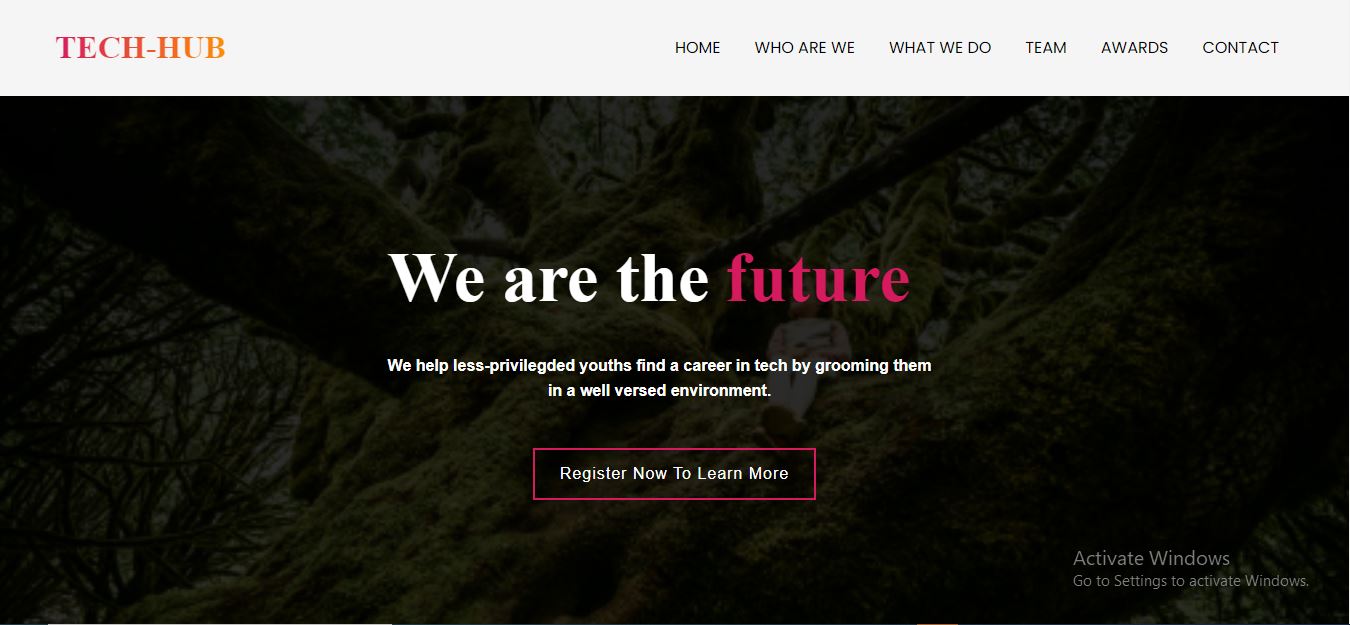 TECH-HUB
HOME WHO ARE WE WHAT WE DO TEAM AWARDS CONTACT
We are the future
We help less-privilegded youths find a career in tech by grooming them
in a well versed environment.
Register Now To Learn More
Activate Windows
Go to Settings to activate Windows.